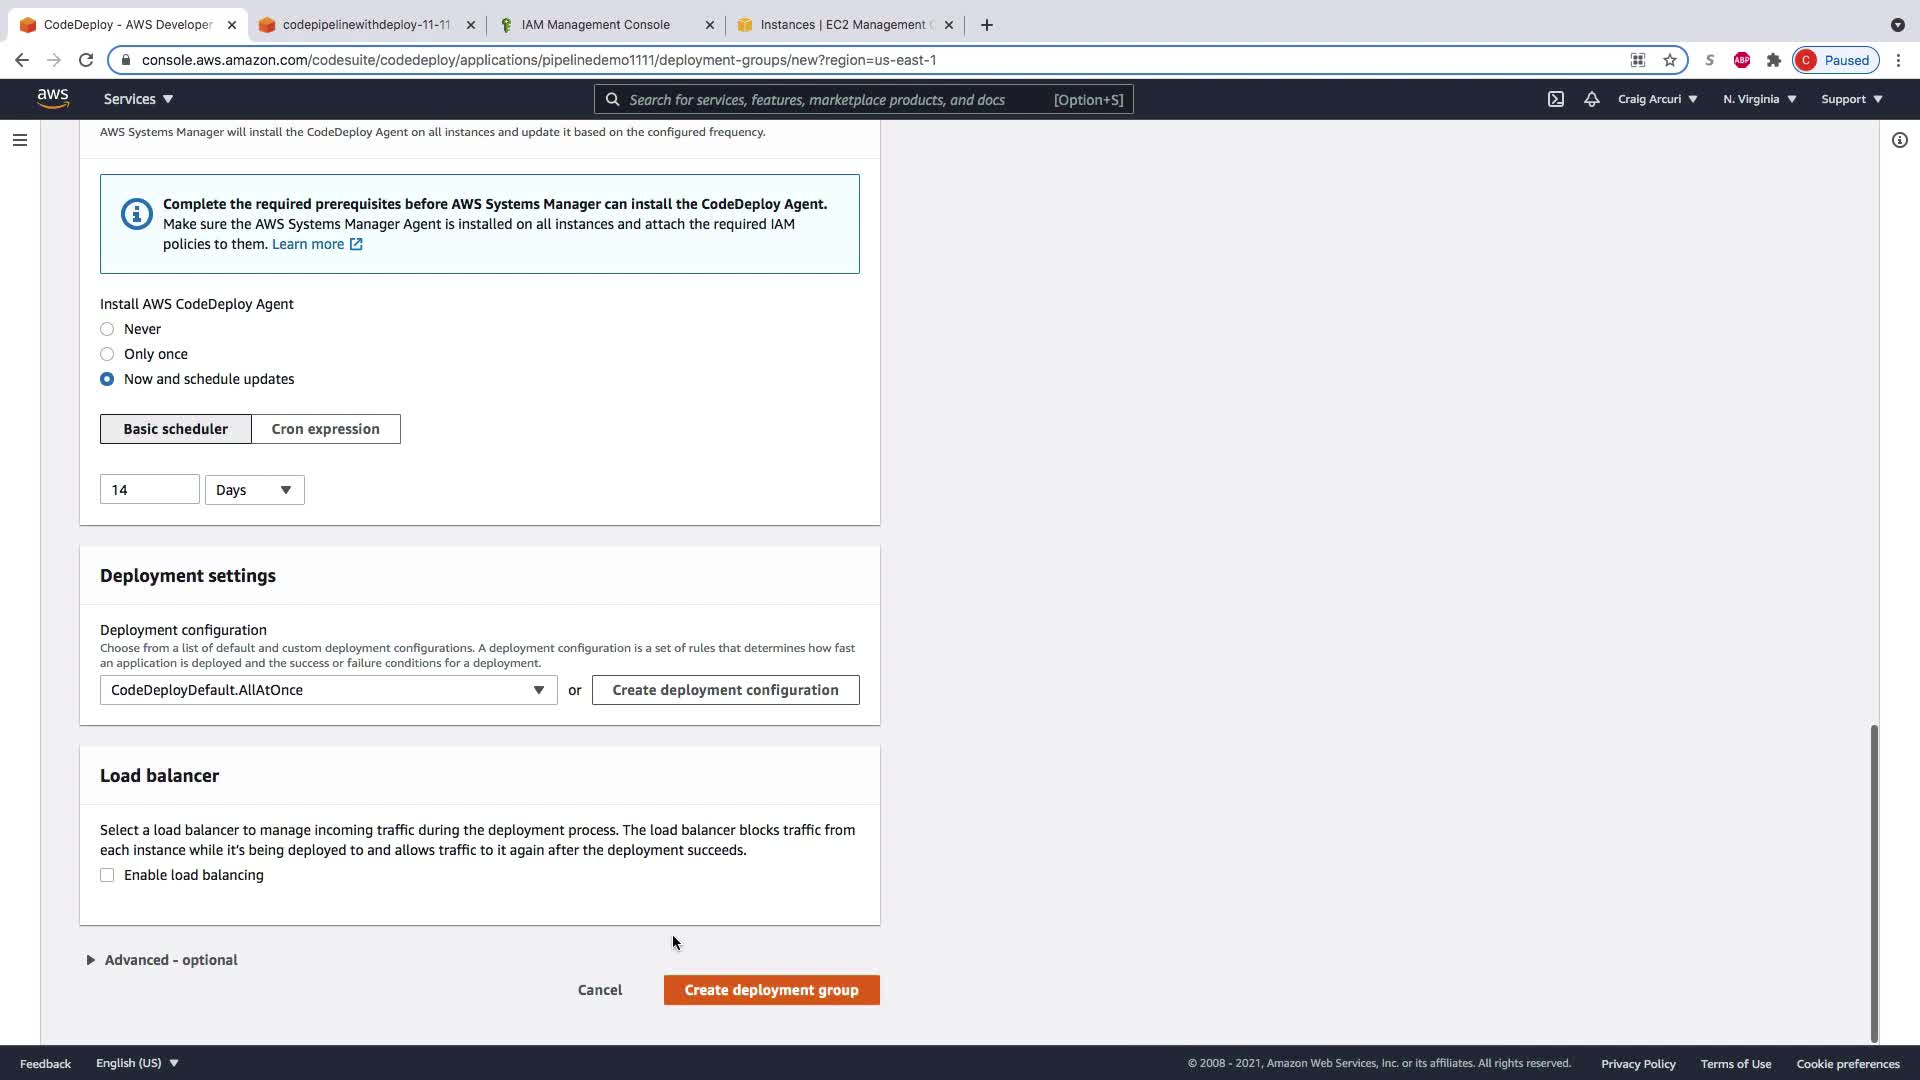 CodeDeploy - AWS Developer
codepipelinewithdeploy-11-11
IAM Management Console
Instances | EC2 Management C
console.aws.amazon.com/codesuite/codedeploy/applications/pipelinedemo1111/deployment-groups/new?region=us-east-1
S
ABP
C
Paused
aws
Services
Search for services, features, marketplace products, and docs
[Option+S]
Craig Arcuri
N. Virginia
Support
AWS Systems Manager will install the CodeDeploy Agent on all instances and update it based on the configured frequency.
Complete the required prerequisites before AWS Systems Manager can install the CodeDeploy Agent.
Make sure the AWS Systems Manager Agent is installed on all instances and attach the required IAM
policies to them. Learn more
Install AWS CodeDeploy Agent
Never
Only once
Now and schedule updates
Basic scheduler
Cron expression
14
Days
Deployment settings
Deployment configuration
Choose from a list of default and custom deployment configurations. A deployment configuration is a set of rules that determines how fast
an application is deployed and the success or failure conditions for a deployment.
CodeDeployDefault.AllAtOnce
or
Create deployment configuration
Load balancer
Select a load balancer to manage incoming traffic during the deployment process. The load balancer blocks traffic from
each instance while it's being deployed to and allows traffic to it again after the deployment succeeds.
Enable load balancing
Advanced - optional
Cancel
Create deployment group
Feedback
English (US)
© 2008 - 2021, Amazon Web Services, Inc. or its affiliates. All rights reserved.
Privacy Policy
Terms of Use
Cookie preferences